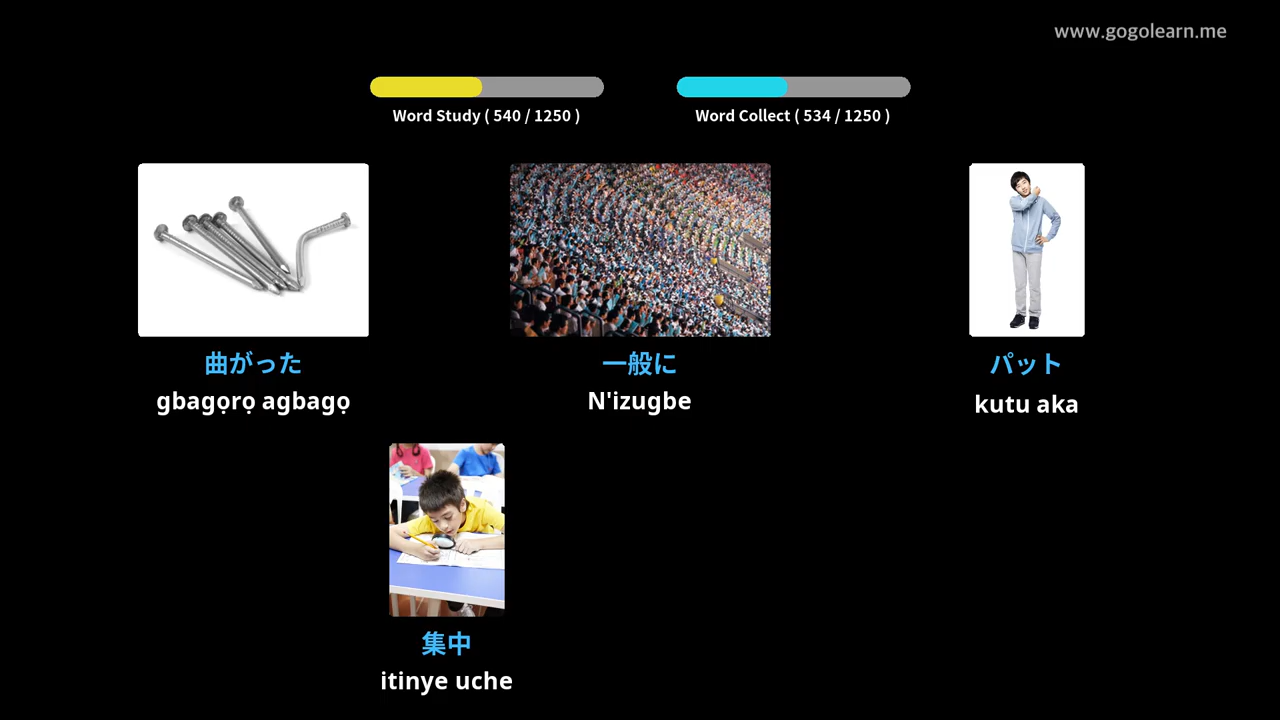 www.gogolearn.me
Word Study ( 540 / 1250 )
Word Collect ( 534 / 1250 )
曲がった
gbagọrọ agbagọ
一般に
N'izugbe
パット
kutu aka
集中
itinye uche